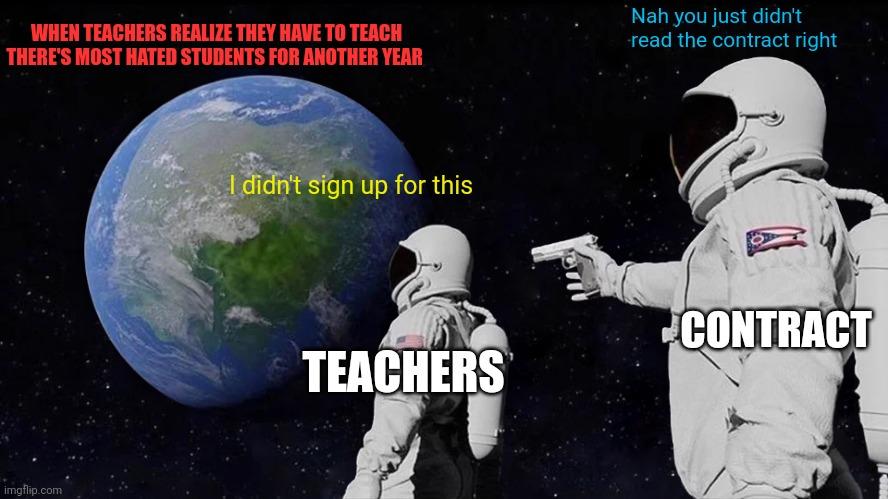 WHEN TEACHERS REALIZE THEY HAVE TO TEACH
THERE'S MOST HATED STUDENTS FOR ANOTHER YEAR
Nah you just didn't
read the contract right
I didn't sign up for this
CONTRACT
TEACHERS
imgflip.com